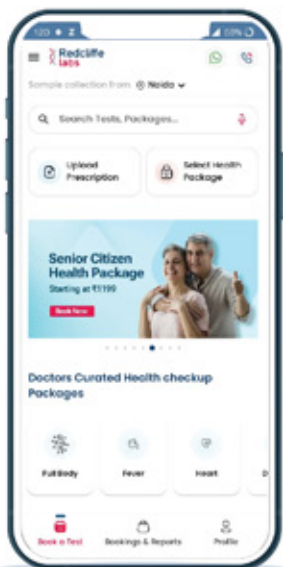 68%
Redcliffe
labs
Sample collection from Noida
Search Tests, Packages...
Upload
Prescription
Select Health
Package
Senior Citizen
Health Package
Starting at ₹1199
Book Now
Doctors Curated Health checkup
Packages
Full Body
Fever
Heart
D
Book a Test
Bookings & Reports
Profile